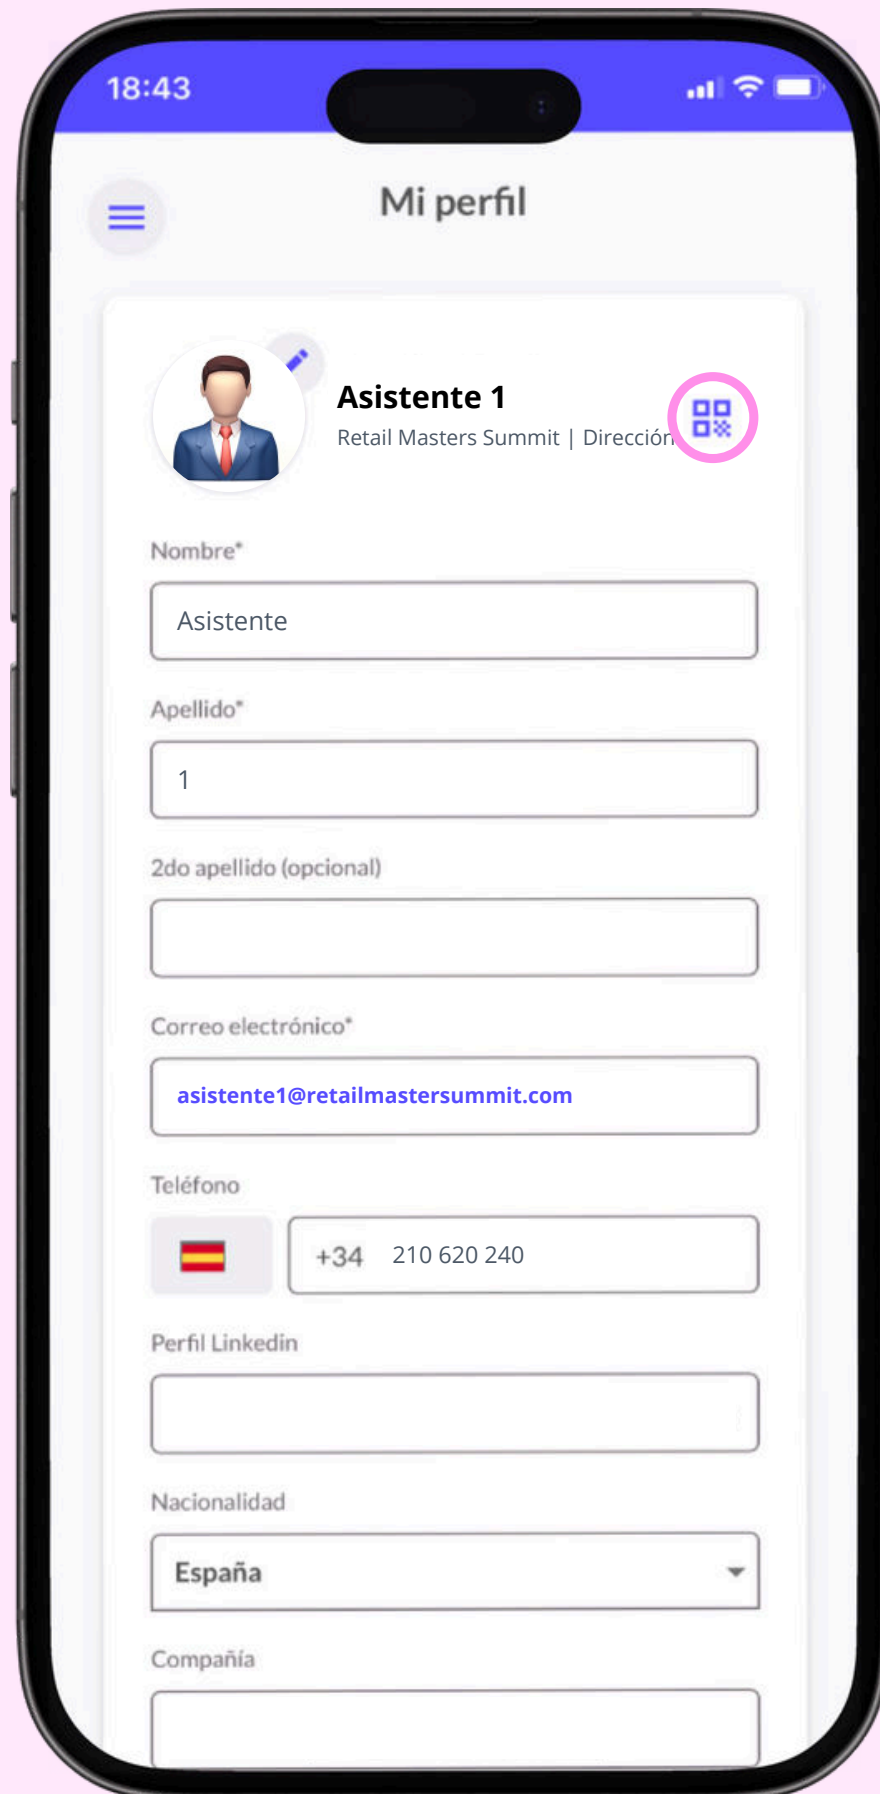 18:43
Mi perfil
Asistente 1
Retail Masters Summit | Dirección
Nombre*
Asistente
Apellido*
1
2do apellido (opcional)
Correo electrónico*
asistente1@retailmastersummit.com
Teléfono
+34 210 620 240
Perfil Linkedin
Nacionalidad
España
Compañía